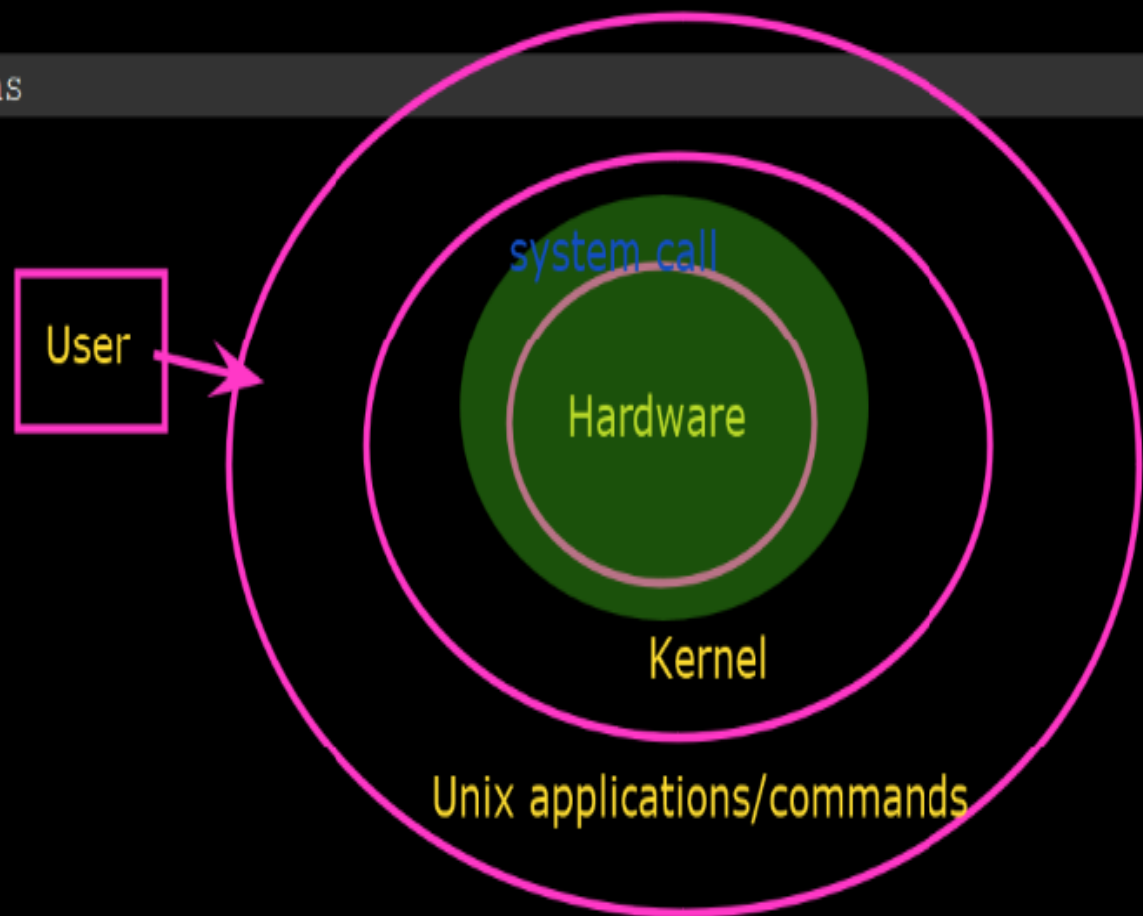 system call
User
Hardware
Kernel
Unix applications/commands